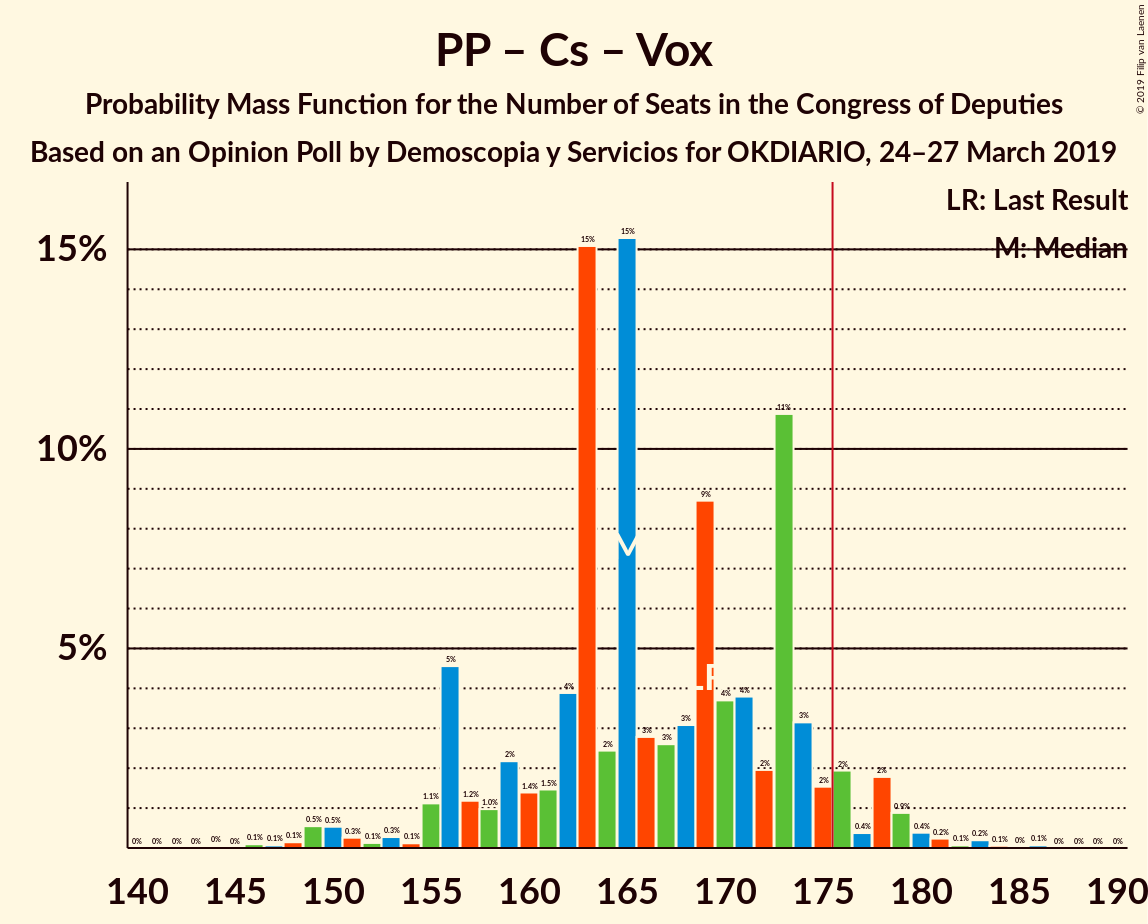 PP – Cs – Vox
Probability Mass Function for the Number of Seats in the Congress of Deputies
Based on an Opinion Poll by Demoscopia y Servicios for OKDIARIO, 24–27 March 2019
© 2019 Filip van Laenen
LR: Last Result
M: Median
15%
10%
5%
0% 0% 0% 0% 0% 0% 0.1% 0.1% 0.1% 0.5% 0.5% 0.3% 0.1% 0.3% 0.1% 1.1% 5% 1.2% 1.0% 2% 1.4% 1.5% 4% 15% 2% 15% 3% 3% 3% 9% 4% 4% 2% 11% 3% 2% 2% 0.4% 2% 0.9% 0.4% 0.2% 0.1% 0.2% 0.1% 0% 0.1% 0% 0% 0% 0%
140 145 150 155 160 165 170 175 180 185 190